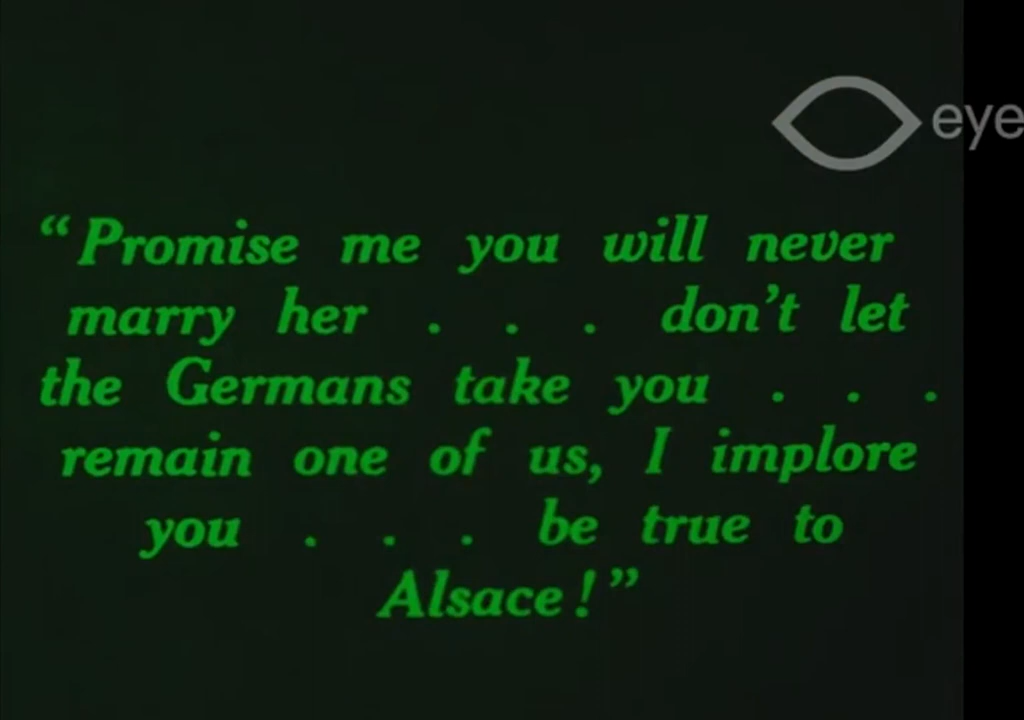 eye
“Promise me you will never
marry her . . . don’t let
the Germans take you . . .
remain one of us, I implore
you . . . be true to
Alsace!”